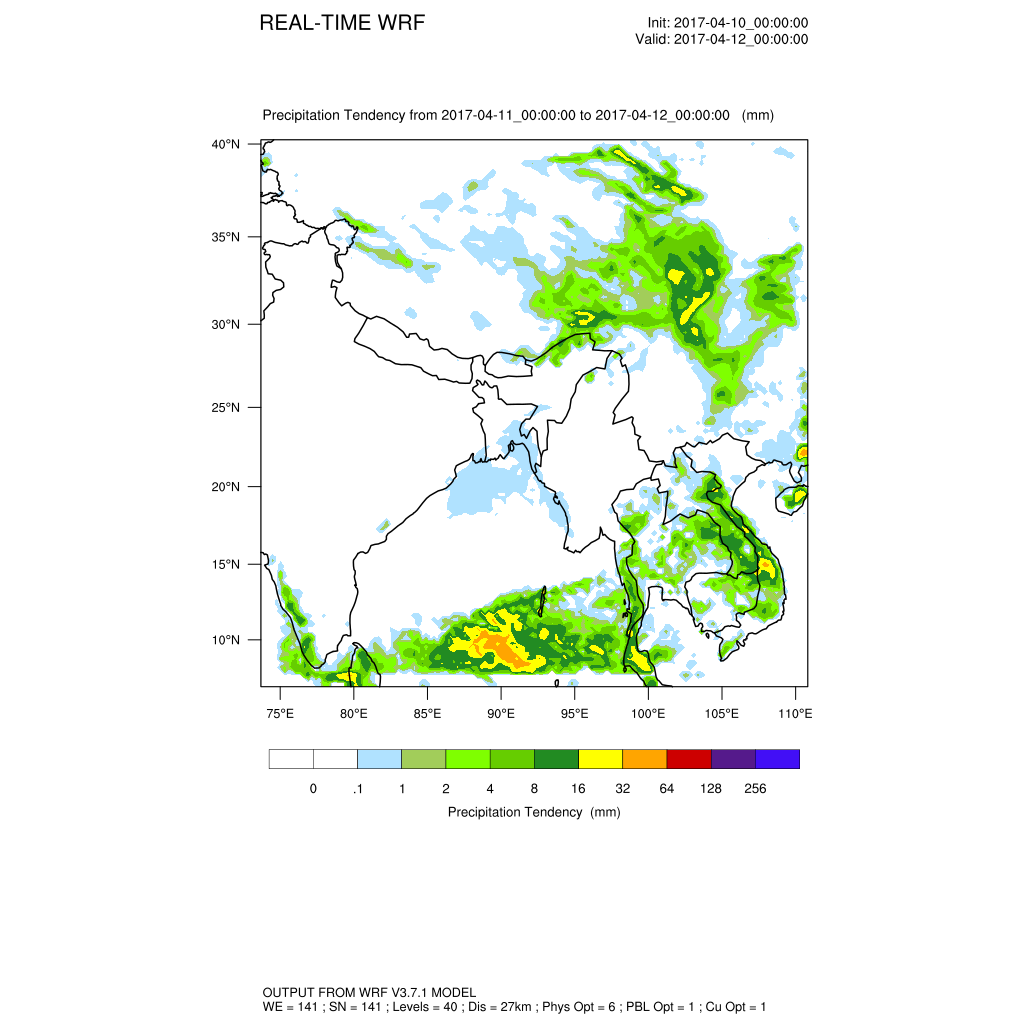 REAL-TIME WRF
Init: 2017-04-10_00:00:00
Valid: 2017-04-12_00:00:00
Precipitation Tendency from 2017-04-11_00:00:00 to 2017-04-12_00:00:00 (mm)
40°N
35°N
30°N
25°N
20°N
15°N
10°N
75°E 80°E 85°E 90°E 95°E 100°E 105°E 110°E
0 .1 1 2 4 8 16 32 64 128 256
Precipitation Tendency (mm)
OUTPUT FROM WRF V3.7.1 MODEL
WE = 141 ; SN = 141 ; Levels = 40 ; Dis = 27km ; Phys Opt = 6 ; PBL Opt = 1 ; Cu Opt = 1